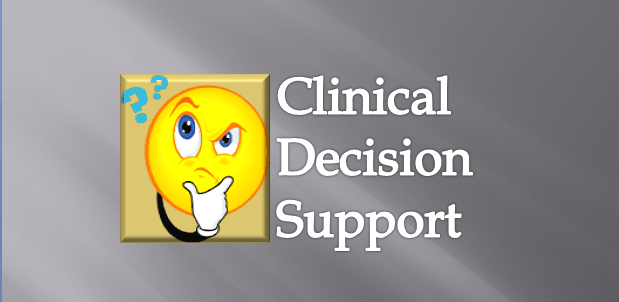 ? ?
Clinical
Decision
Support